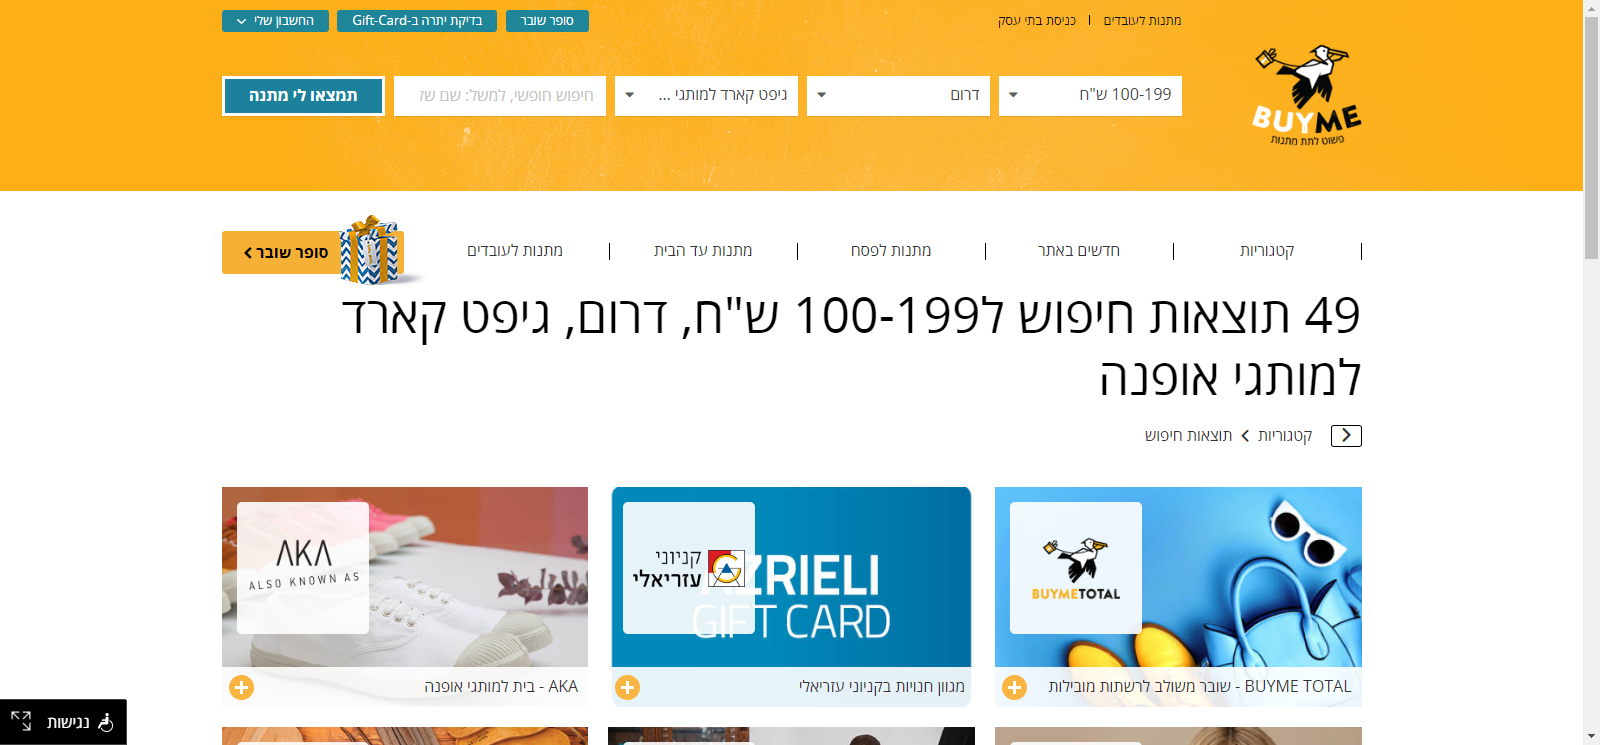 מתנות לעובדים | כניסת בתי עסק
סופר שובר
בדיקת יתרה ב-Gift-Card
החשבון שלי
BUYME
פשוט לתת מתנות
100-199 ש"ח
דרום
גיפט קארד למותגי ...
חיפוש חופשי, למשל: שם של
תמצאו לי מתנה
קטגוריות
חדשים באתר
מתנות לפסח
מתנות עד הבית
מתנות לעובדים
סופר שובר
49 תוצאות חיפוש ל100-199 ש"ח, דרום, גיפט קארד
למותגי אופנה
קטגוריות
תוצאות חיפוש
BUYMETOTAL
BUYME TOTAL - שובר משולב לרשתות מובילות
קניוני
עזריאלי
AZRIELI
GIFT CARD
מגוון חנויות בקניוני עזריאלי
AKA
ALSO KNOWN AS
AKA - בית למותגי אופנה
נגישות